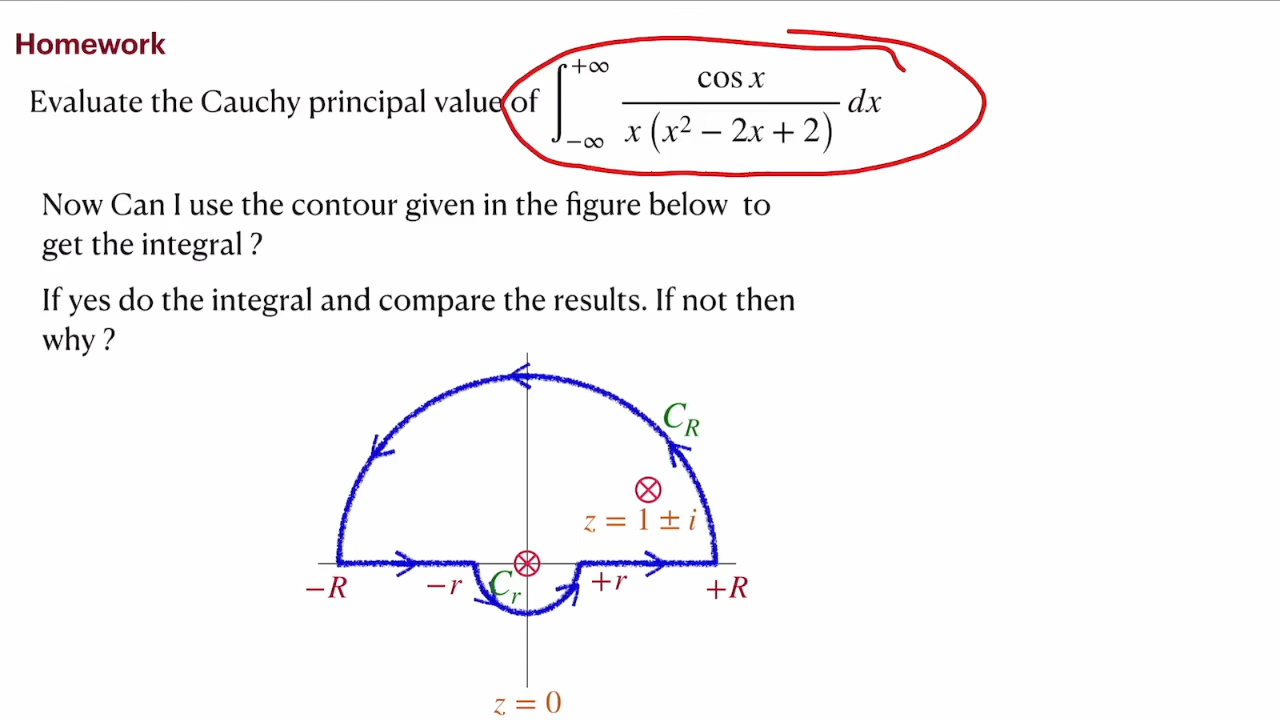 Homework
Evaluate the Cauchy principal value of ∫_{−∞}^{+∞} cos x / (x (x² − 2x + 2)) dx
Now Can I use the contour given in the figure below to
get the integral ?
If yes do the integral and compare the results. If not then
why ?
C_R
z = 1 ± i
−R
−r
C_r
+r
+R
z = 0